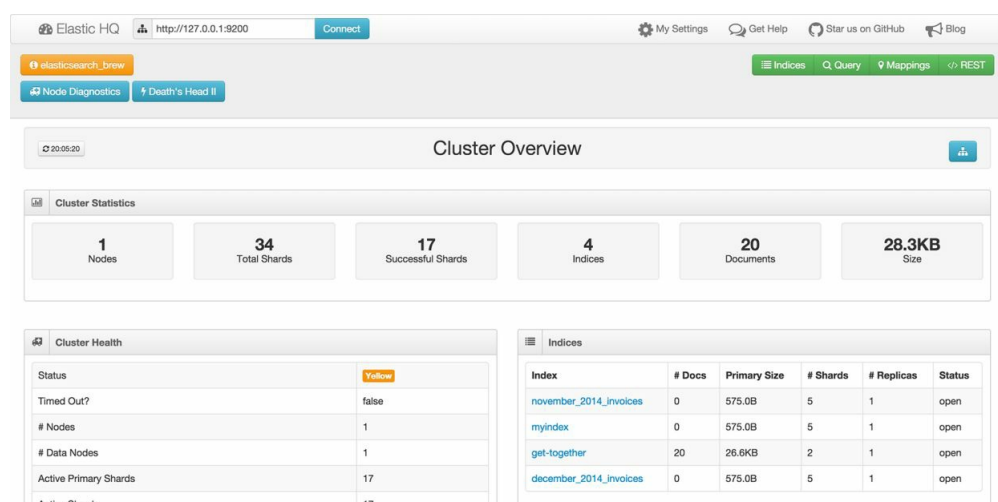 Elastic HQ http://127.0.0.1:9200 Connect My Settings Get Help Star us on GitHub Blog
elasticsearch_brew Indices Query Mappings </> REST
Node Diagnostics Death's Head II
20:05:20 Cluster Overview
Cluster Statistics
1 34 17 4 20 28.3KB
Nodes Total Shards Successful Shards Indices Documents Size
Cluster Health
Status Yellow
Timed Out? false
# Nodes 1
# Data Nodes 1
Active Primary Shards 17
Indices
Index # Docs Primary Size # Shards # Replicas Status
november_2014_invoices 0 575.0B 5 1 open
myindex 0 575.0B 5 1 open
get-together 20 26.6KB 2 1 open
december_2014_invoices 0 575.0B 5 1 open